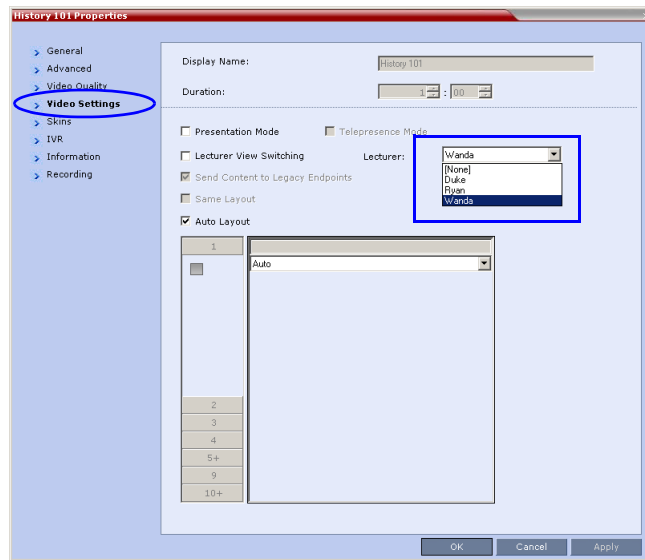 History 101 Properties
General
Advanced
Video Quality
Video Settings
Skins
IVR
Information
Recording
Display Name: History 101
Duration: 1 : 00
Presentation Mode Telepresence Mode
Lecturer View Switching Lecturer: Wanda
[None]
Duke
Ryan
Wanda
Send Content to Legacy Endpoints
Same Layout
Auto Layout
1
Auto
2
3
4
5+
9
10+
OK Cancel Apply